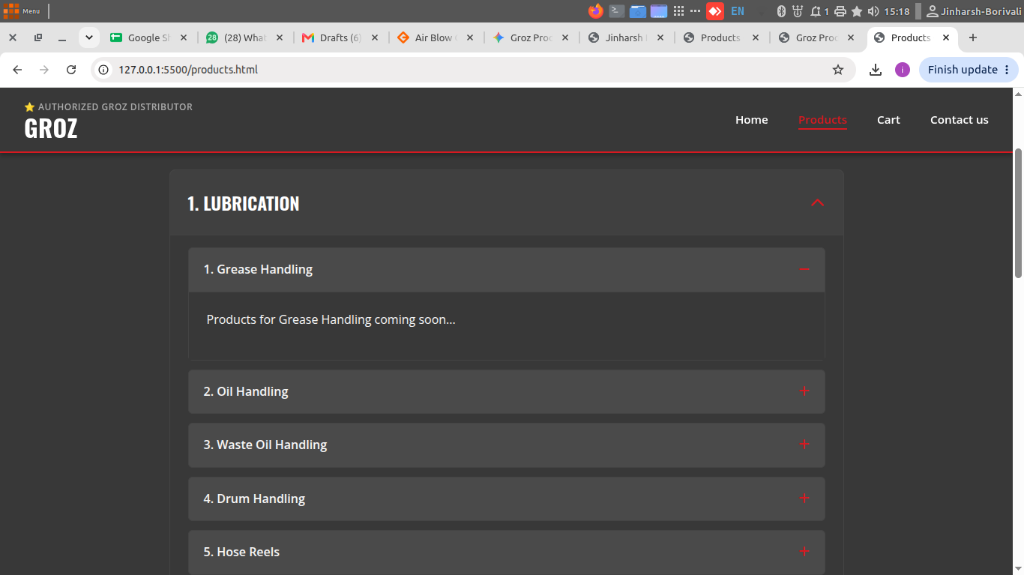 Menu
EN
1
15:18
Jinharsh-Borivali
Google S
28
(28) What
Drafts (6)
Air Blow
Groz Proc
Jinharsh
Products
Groz Proc
Products
127.0.0.1:5500/products.html
i
Finish update
AUTHORIZED GROZ DISTRIBUTOR
GROZ
Home
Products
Cart
Contact us
1. LUBRICATION
1. Grease Handling
Products for Grease Handling coming soon...
2. Oil Handling
3. Waste Oil Handling
4. Drum Handling
5. Hose Reels